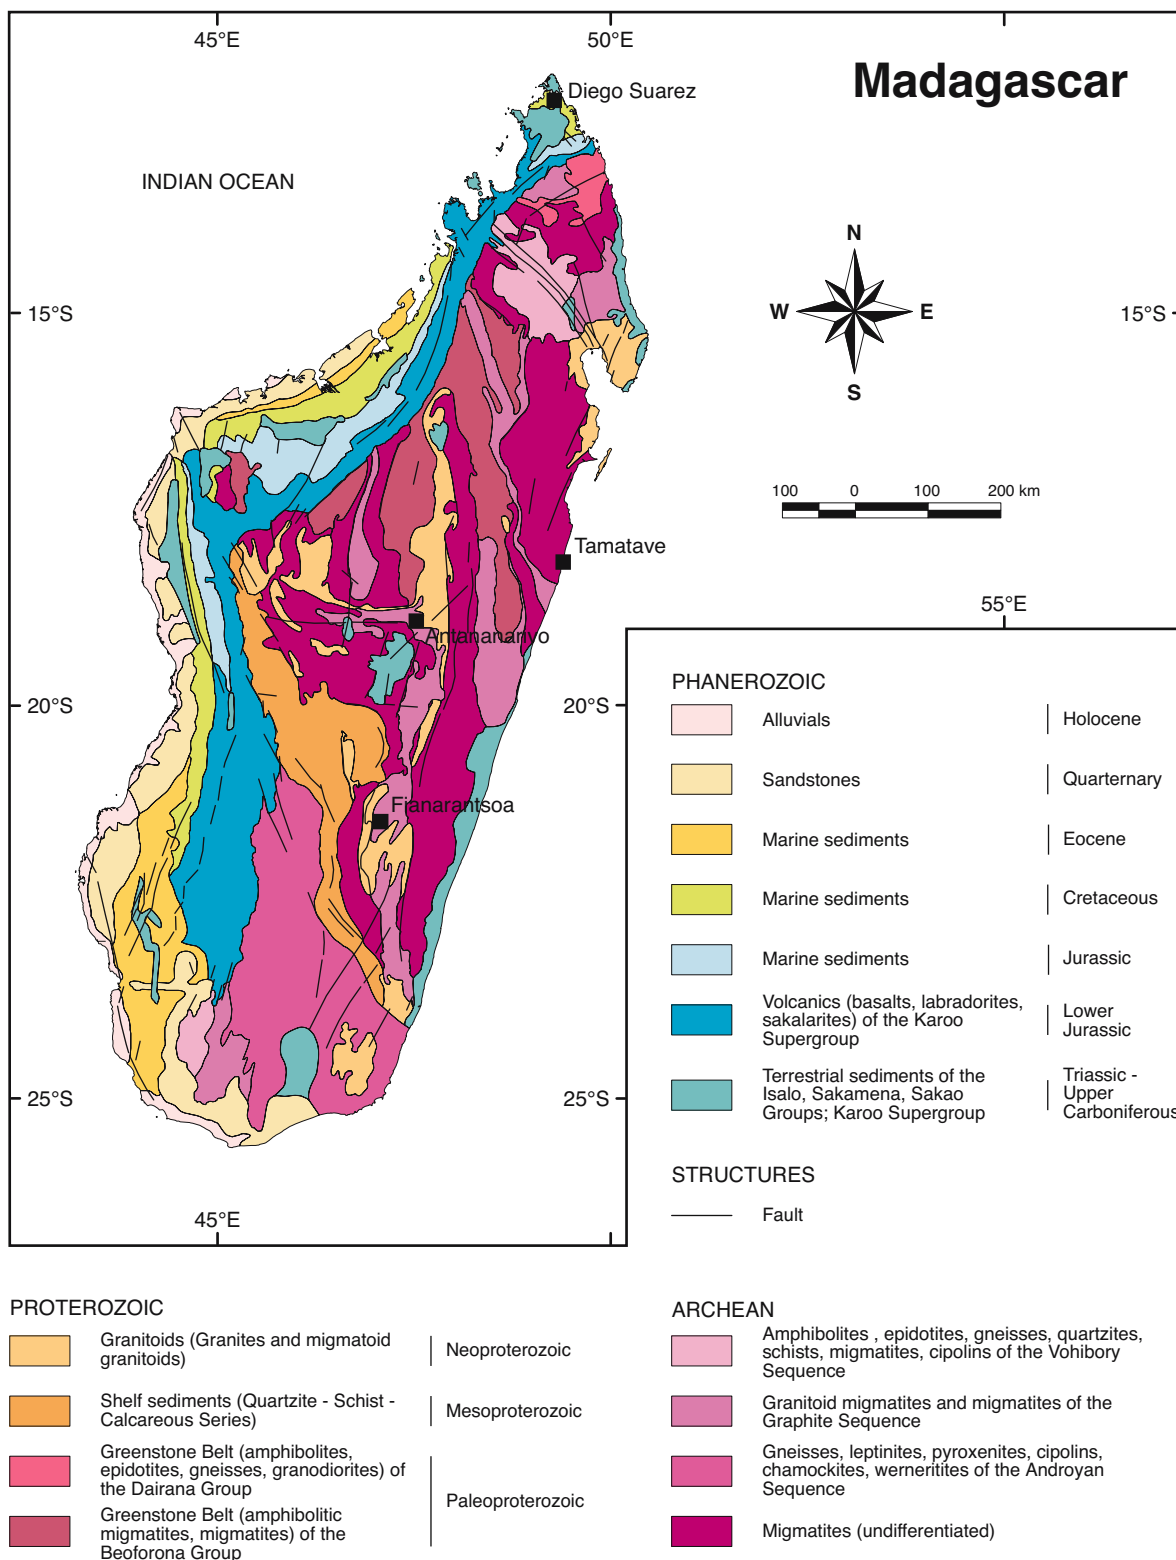 45°E
50°E
Madagascar
Diego Suarez
INDIAN OCEAN
N
W
E
S
15°S
15°S
100
0
100
200 km
Tamatave
55°E
Antananarivo
20°S
20°S
Fianarantsoa
25°S
25°S
45°E
PHANEROZOIC
Alluvials
Holocene
Sandstones
Quarternary
Marine sediments
Eocene
Marine sediments
Cretaceous
Marine sediments
Jurassic
Volcanics (basalts, labradorites,
sakalarites) of the Karoo
Supergroup
Lower
Jurassic
Terrestrial sediments of the
Isalo, Sakamena, Sakao
Groups; Karoo Supergroup
Triassic -
Upper
Carboniferous
STRUCTURES
Fault
PROTEROZOIC
Granitoids (Granites and migmatoid
granitoids)
Neoproterozoic
Shelf sediments (Quartzite - Schist -
Calcareous Series)
Mesoproterozoic
Greenstone Belt (amphibolites,
epidotites, gneisses, granodiorites) of
the Dairana Group
Greenstone Belt (amphibolitic
migmatites, migmatites) of the
Beoforona Group
Paleoproterozoic
ARCHEAN
Amphibolites , epidotites, gneisses, quartzites,
schists, migmatites, cipolins of the Vohibory
Sequence
Granitoid migmatites and migmatites of the
Graphite Sequence
Gneisses, leptinites, pyroxenites, cipolins,
chamockites, werneritites of the Androyan
Sequence
Migmatites (undifferentiated)